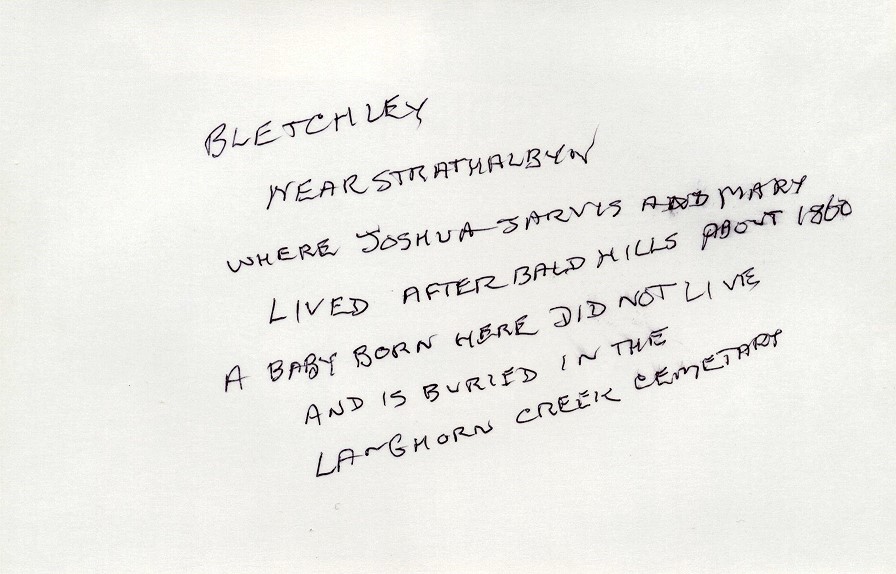 BLETCHLEY
NEAR STRATHALBYN
WHERE JOSHUA JARVIS AND MARY
LIVED AFTER BALD HILLS ABOUT 1860
A BABY BORN HERE DID NOT LIVE
AND IS BURIED IN THE
LANGHORN CREEK CEMETARY